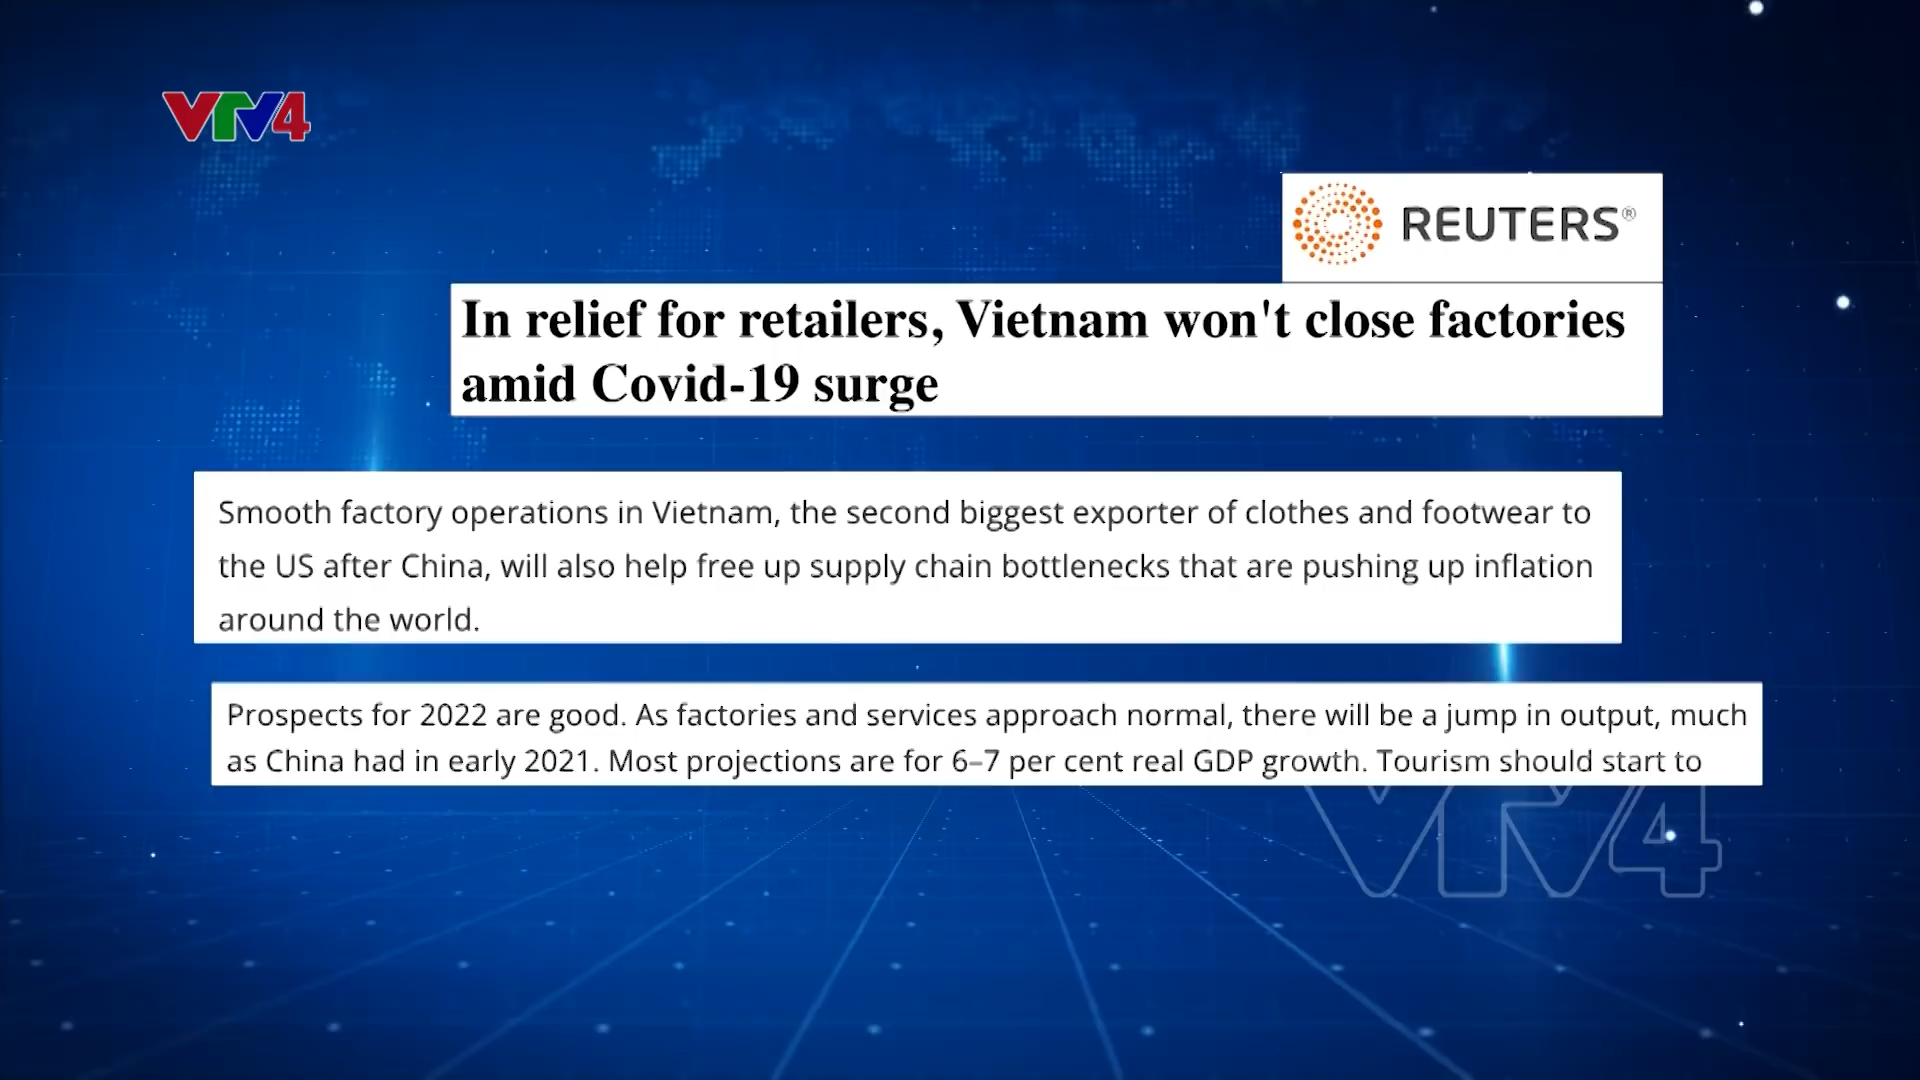 VTV4
REUTERS®
In relief for retailers, Vietnam won't close factories
amid Covid-19 surge
Smooth factory operations in Vietnam, the second biggest exporter of clothes and footwear to
the US after China, will also help free up supply chain bottlenecks that are pushing up inflation
around the world.
Prospects for 2022 are good. As factories and services approach normal, there will be a jump in output, much
as China had in early 2021. Most projections are for 6–7 per cent real GDP growth. Tourism should start to
VTV4